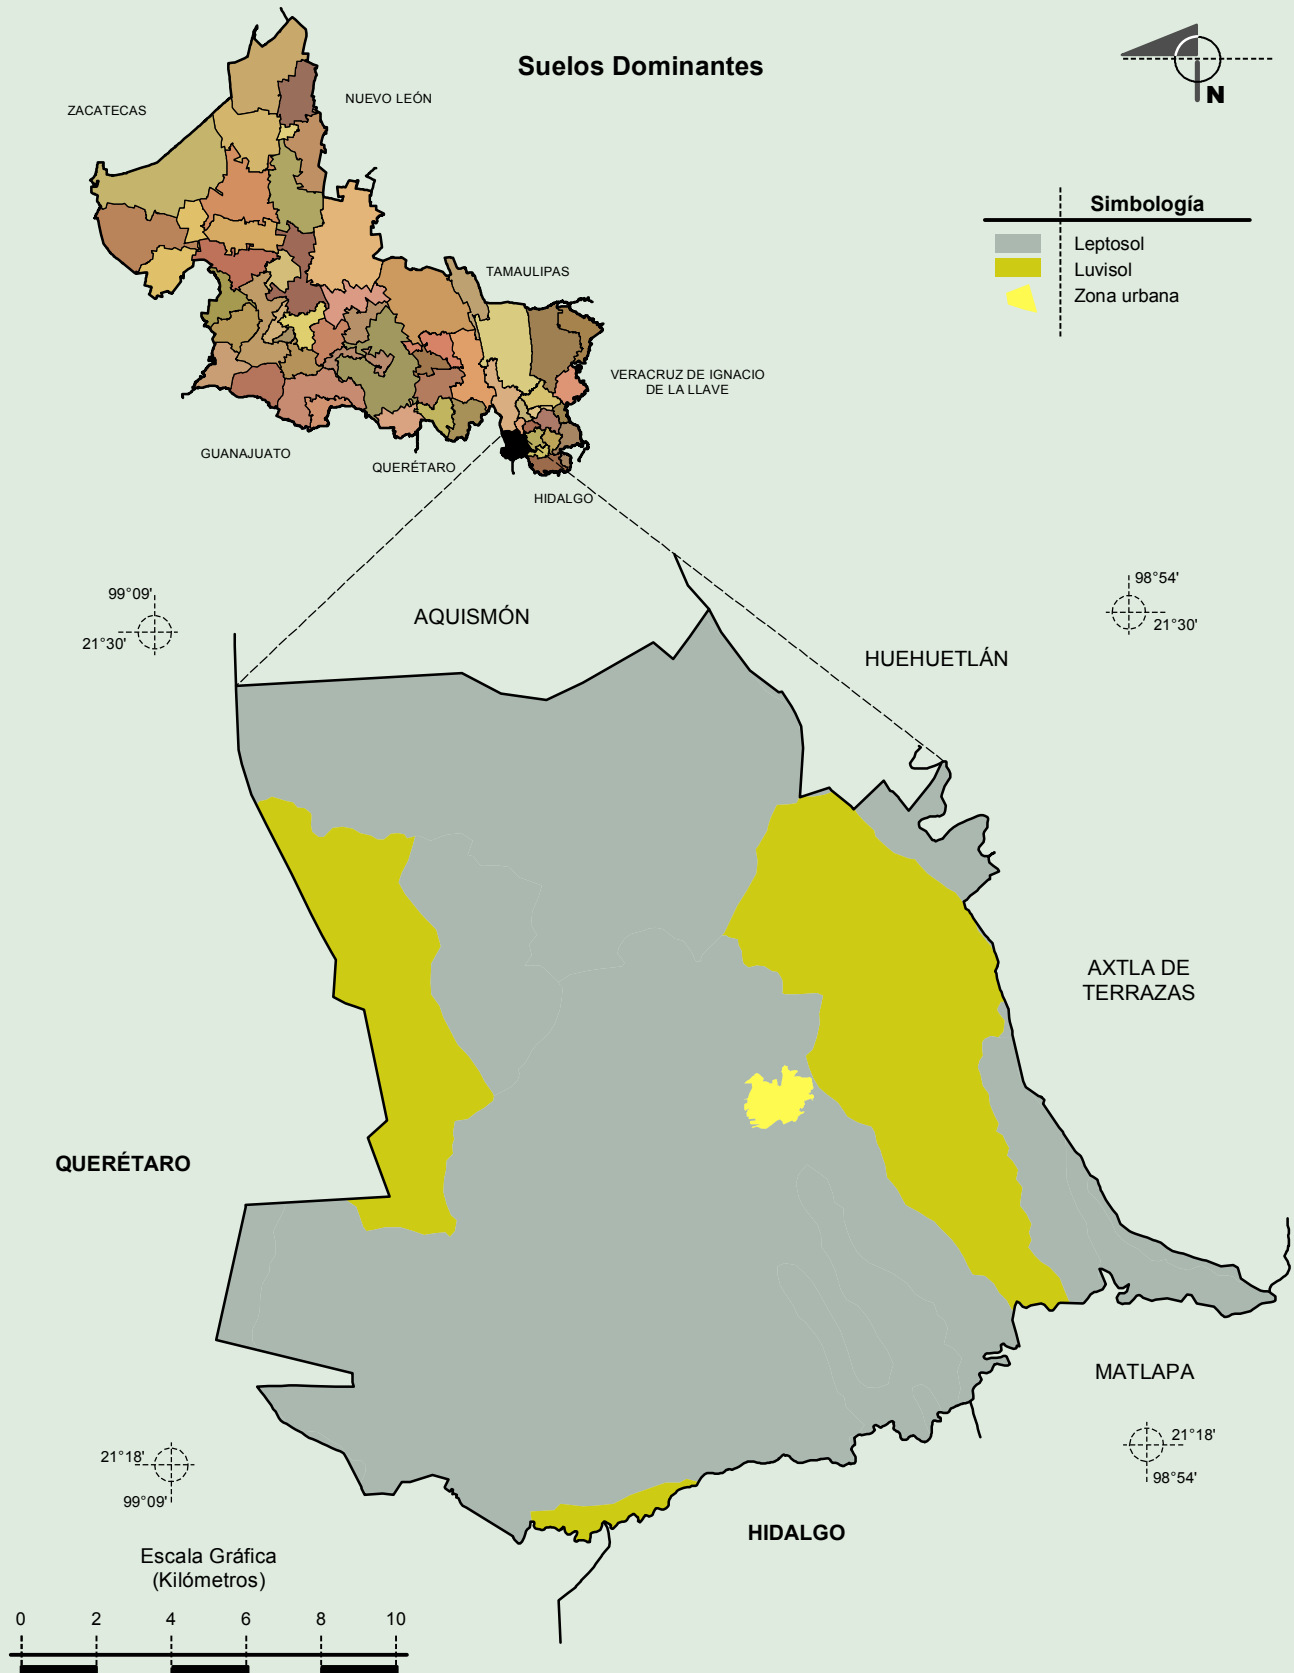 Suelos Dominantes
N
ZACATECAS
NUEVO LEÓN
TAMAULIPAS
VERACRUZ DE IGNACIO
DE LA LLAVE
GUANAJUATO
QUERÉTARO
HIDALGO
Simbología
Leptosol
Luvisol
Zona urbana
99°09'
21°30'
98°54'
21°30'
AQUISMÓN
HUEHUETLÁN
AXTLA DE
TERRAZAS
QUERÉTARO
MATLAPA
HIDALGO
21°18'
99°09'
21°18'
98°54'
Escala Gráfica
(Kilómetros)
0 2 4 6 8 10